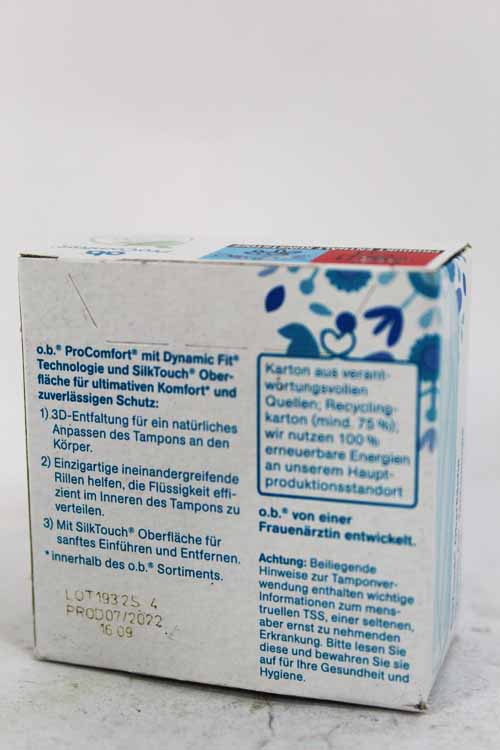 o.b.
ProComfort
o.b.® ProComfort® mit Dynamic Fit®
Technologie und SilkTouch® Ober-
fläche für ultimativen Komfort* und
zuverlässigen Schutz:
1) 3D-Entfaltung für ein natürliches
Anpassen des Tampons an den
Körper.
2) Einzigartige ineinandergreifende
Rillen helfen, die Flüssigkeit effi-
zient im Inneren des Tampons zu
verteilen.
3) Mit SilkTouch® Oberfläche für
sanftes Einführen und Entfernen.
*innerhalb des o.b.® Sortiments.
LOT19325 4
PROD07/2022
16 09
Karton aus verant-
wortungsvollen
Quellen; Recycling-
karton (mind. 75 %);
wir nutzen 100 %
erneuerbare Energien
an unserem Haupt-
produktionsstandort
o.b.® von einer
Frauenärztin entwickelt.
Achtung: Beiliegende
Hinweise zur Tamponver-
wendung enthalten wichtige
Informationen zum mens-
truellen TSS, einer seltenen,
aber ernst zu nehmenden
Erkrankung. Bitte lesen Sie
diese und bewahren Sie sie
auf für Ihre Gesundheit und
Hygiene.